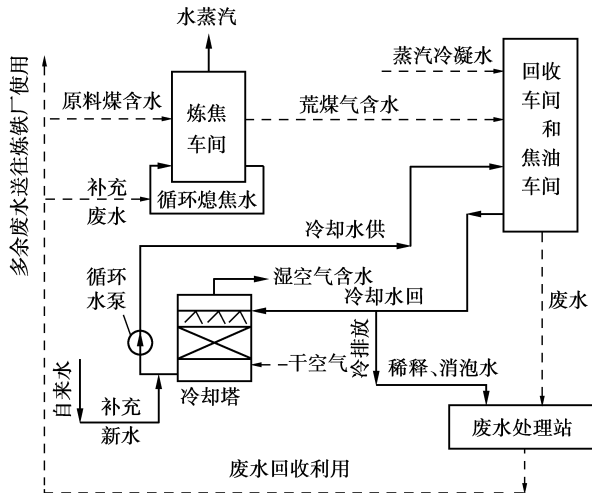 水蒸汽
蒸汽冷凝水
原料煤含水
炼焦
车间
荒煤气含水
回收
车间
和
焦油
车间
补充
废水
循环熄焦水
多余废水送往炼铁厂使用
冷却水供
循环
水泵
湿空气含水
冷却水回
废水
冷排放
干空气
稀释、消泡水
自来水
补充
新水
冷却塔
废水处理站
废水回收利用